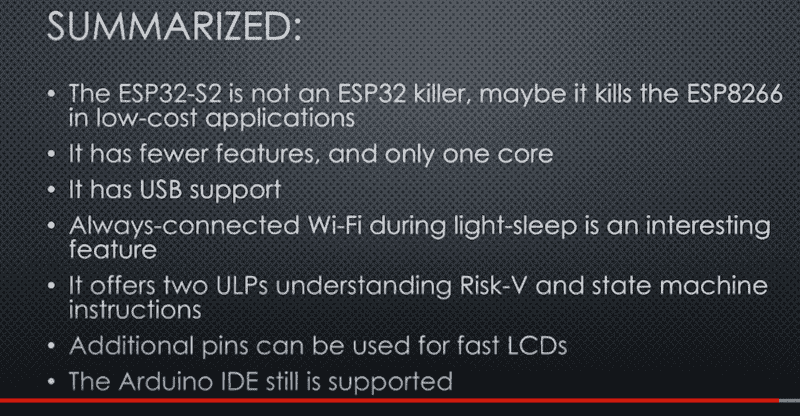 SUMMARIZED:
• The ESP32-S2 is not an ESP32 killer, maybe it kills the ESP8266
in low-cost applications
• It has fewer features, and only one core
• It has USB support
• Always-connected Wi-Fi during light-sleep is an interesting
feature
• It offers two ULPs understanding Risk-V and state machine
instructions
• Additional pins can be used for fast LCDs
• The Arduino IDE still is supported